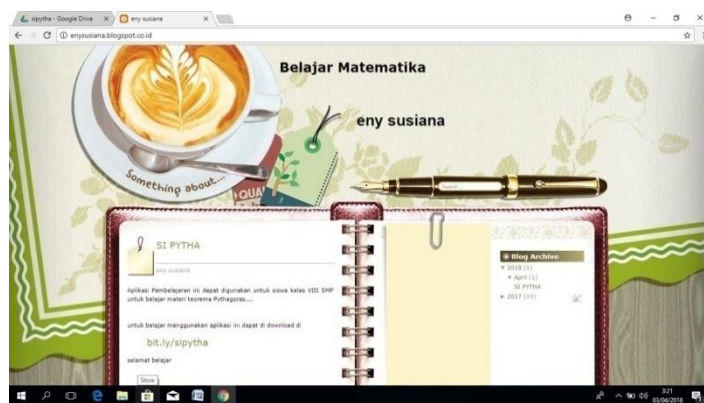 sipytha - Google Drive
eny susiana
enysusiana.blogspot.co.id
Belajar Matematika
eny susiana
Something about...
QUAL
Search
SI PYTHA
eny susiana
Aplikasi Pembelajaran ini dapat digunakan untuk siswa kelas VIII SMP
untuk belajar materi teorema Pythagoras....
untuk belajar menggunakan aplikasi ini dapat di download di
bit.ly/sipytha
selamat belajar
Blog Archive
▼ 2018 (1)
▼ April (1)
SI PYTHA
► 2017 (10)
Store
3:21
03/04/2018